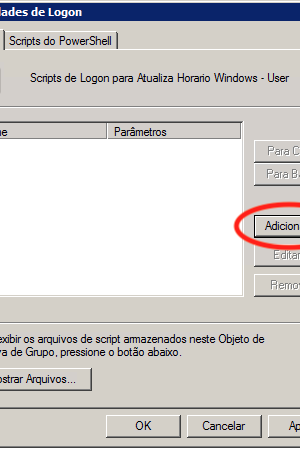 dades de Logon
Scripts do PowerShell
Scripts de Logon para Atualiza Horario Windows - User
me
Parâmetros
Para C
Para Ba
Adicion
Editar
Remov
exibir os arquivos de script armazenados neste Objeto de
va de Grupo, pressione o botão abaixo.
ostrar Arquivos...
OK
Cancelar
Ap